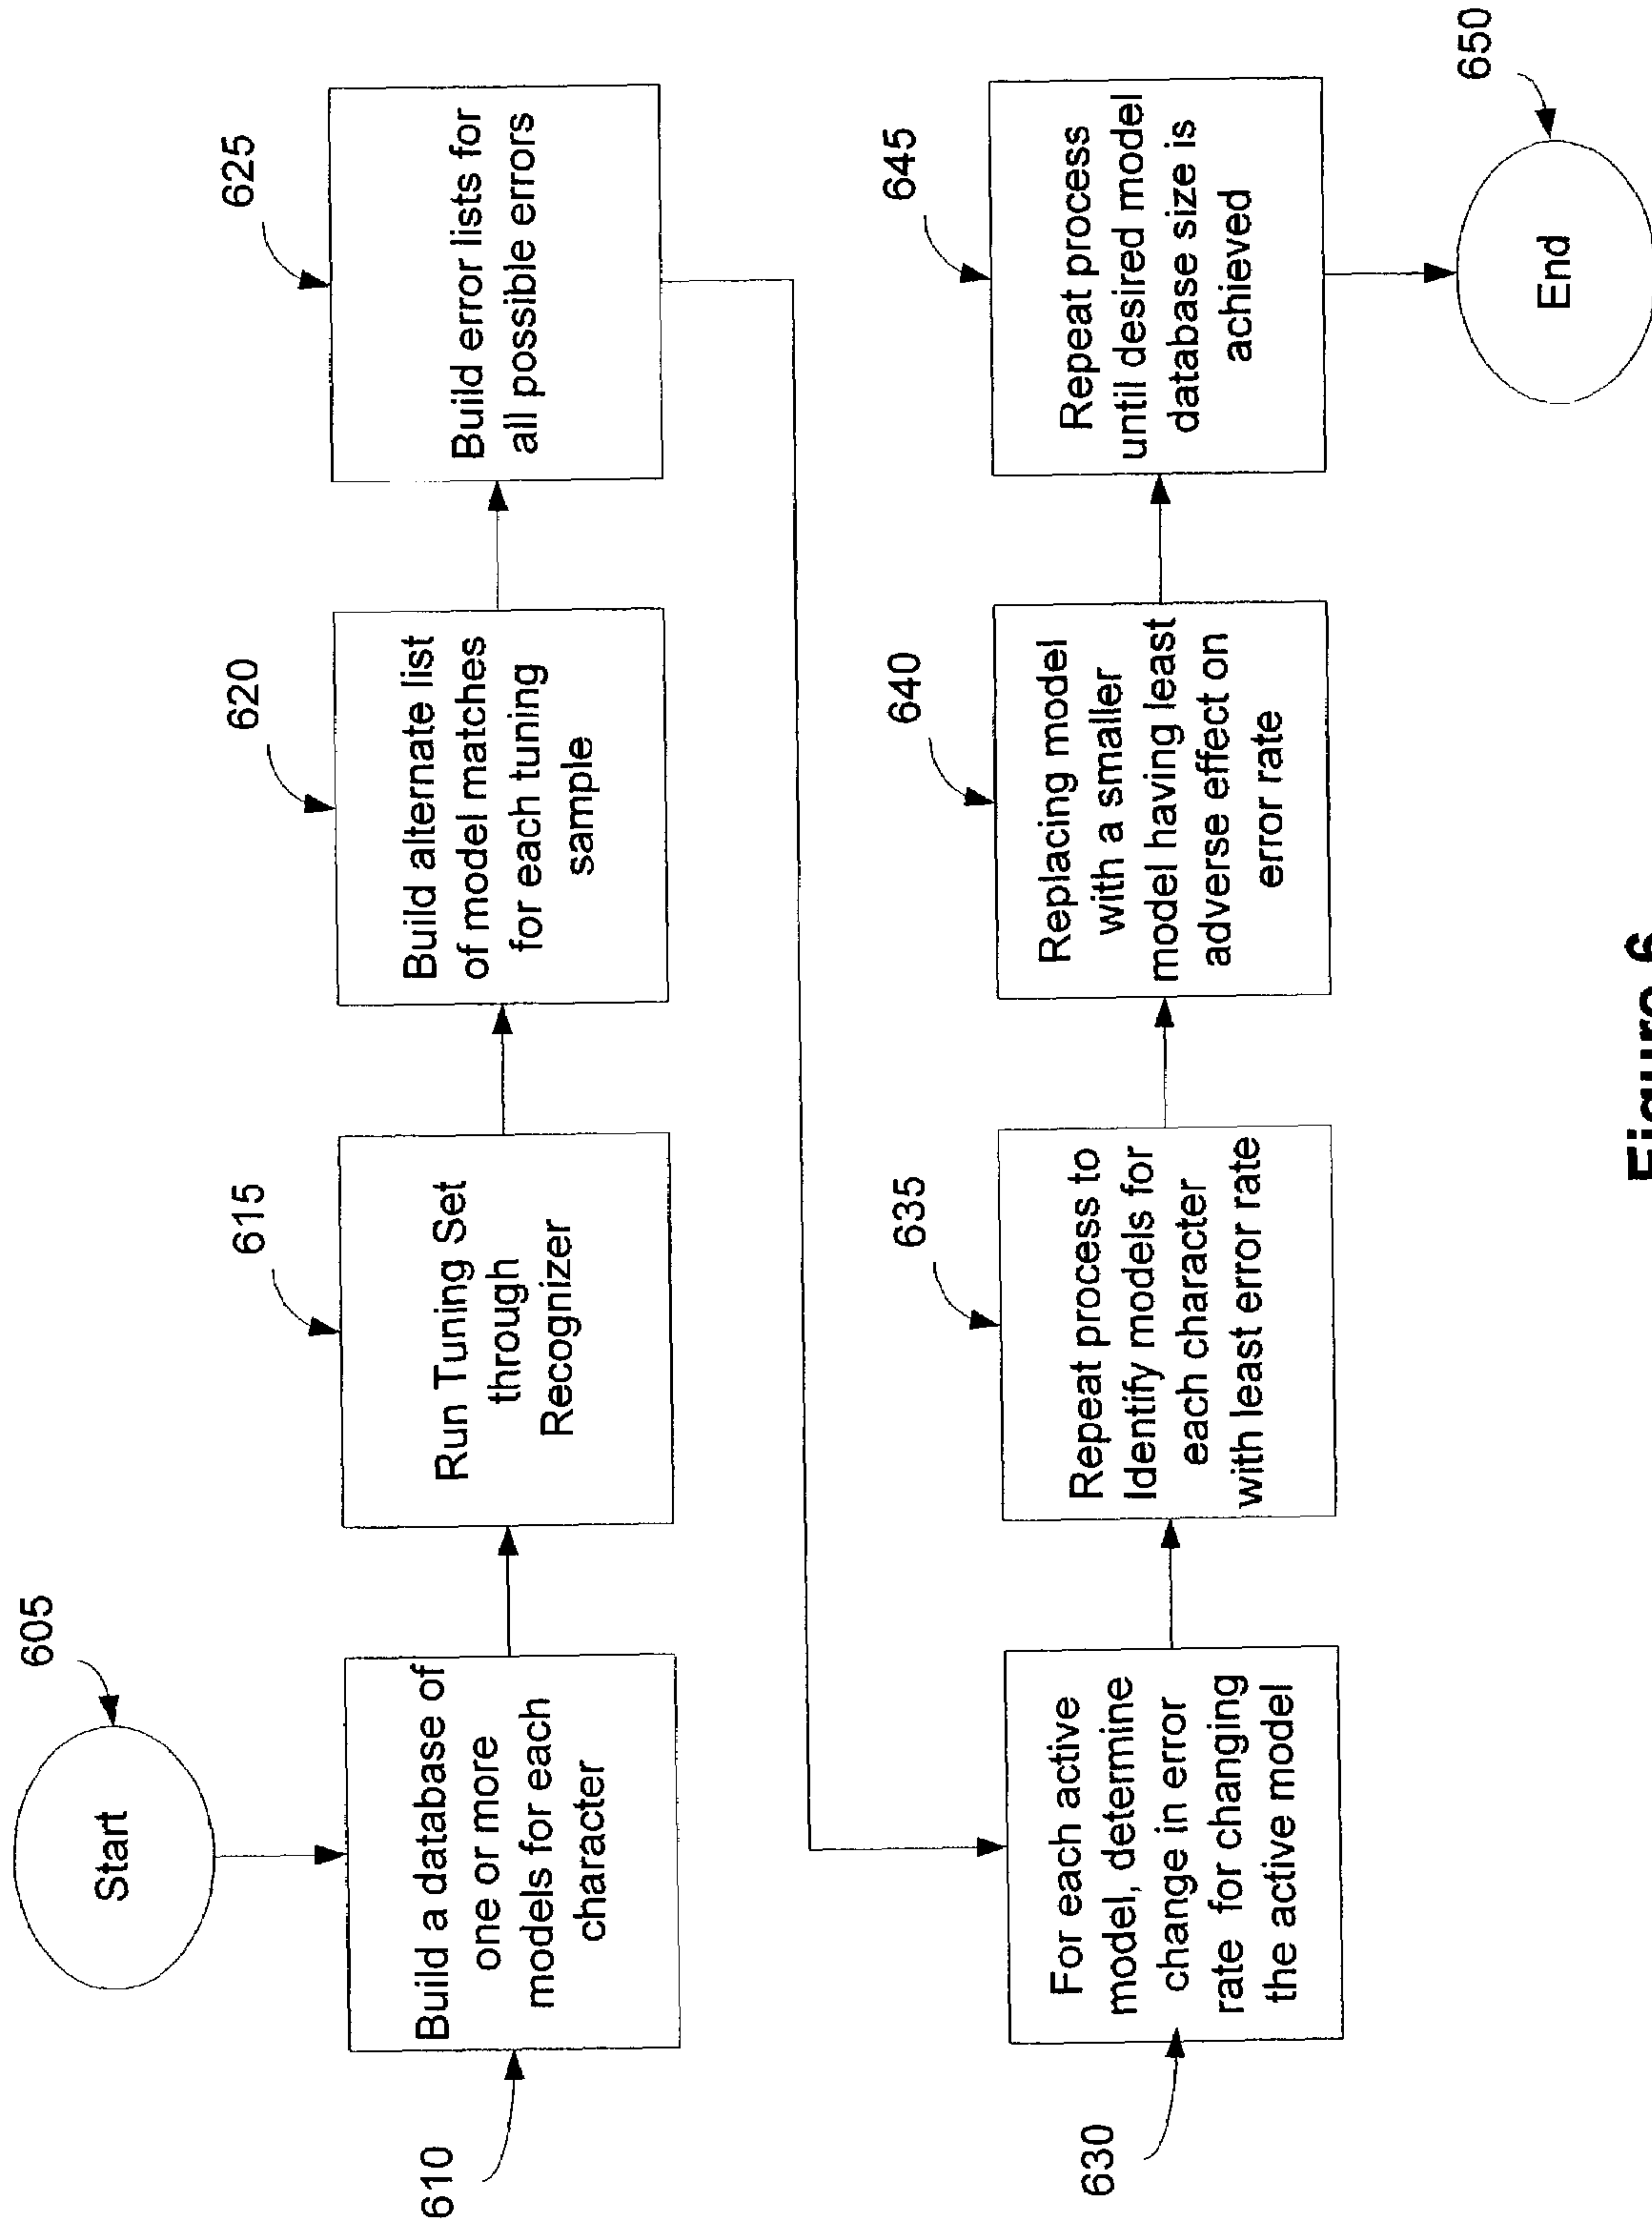 605
Start
610
Build a database of
one or more
models for each
character
615
Run Tuning Set
through
Recognizer
620
Build alternate list
of model matches
for each tuning
sample
625
Build error lists for
all possible errors
630
For each active
model, determine
change in error
rate for changing
the active model
635
Repeat process to
Identify models for
each character
with least error rate
640
Replacing model
with a smaller
model having least
adverse effect on
error rate
645
Repeat process
until desired model
database size is
achieved
650
End
Figure 6